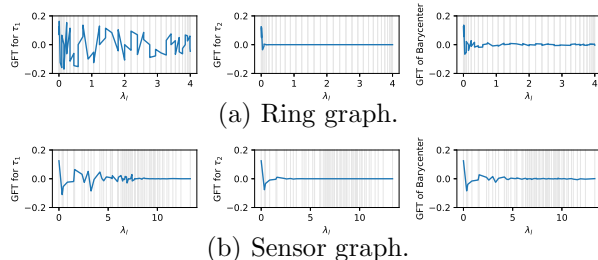 GFT for τ₁
0.2
0.0
−0.2
0 1 2 3 4
λₗ
GFT for τ₂
0.2
0.0
−0.2
0 1 2 3 4
λₗ
GFT of Barycenter
0.2
0.0
−0.2
0 1 2 3 4
λₗ
(a) Ring graph.
GFT for τ₁
0.2
0.0
−0.2
0 5 10
λₗ
GFT for τ₂
0.2
0.0
−0.2
0 5 10
λₗ
GFT of Barycenter
0.2
0.0
−0.2
0 5 10
λₗ
(b) Sensor graph.